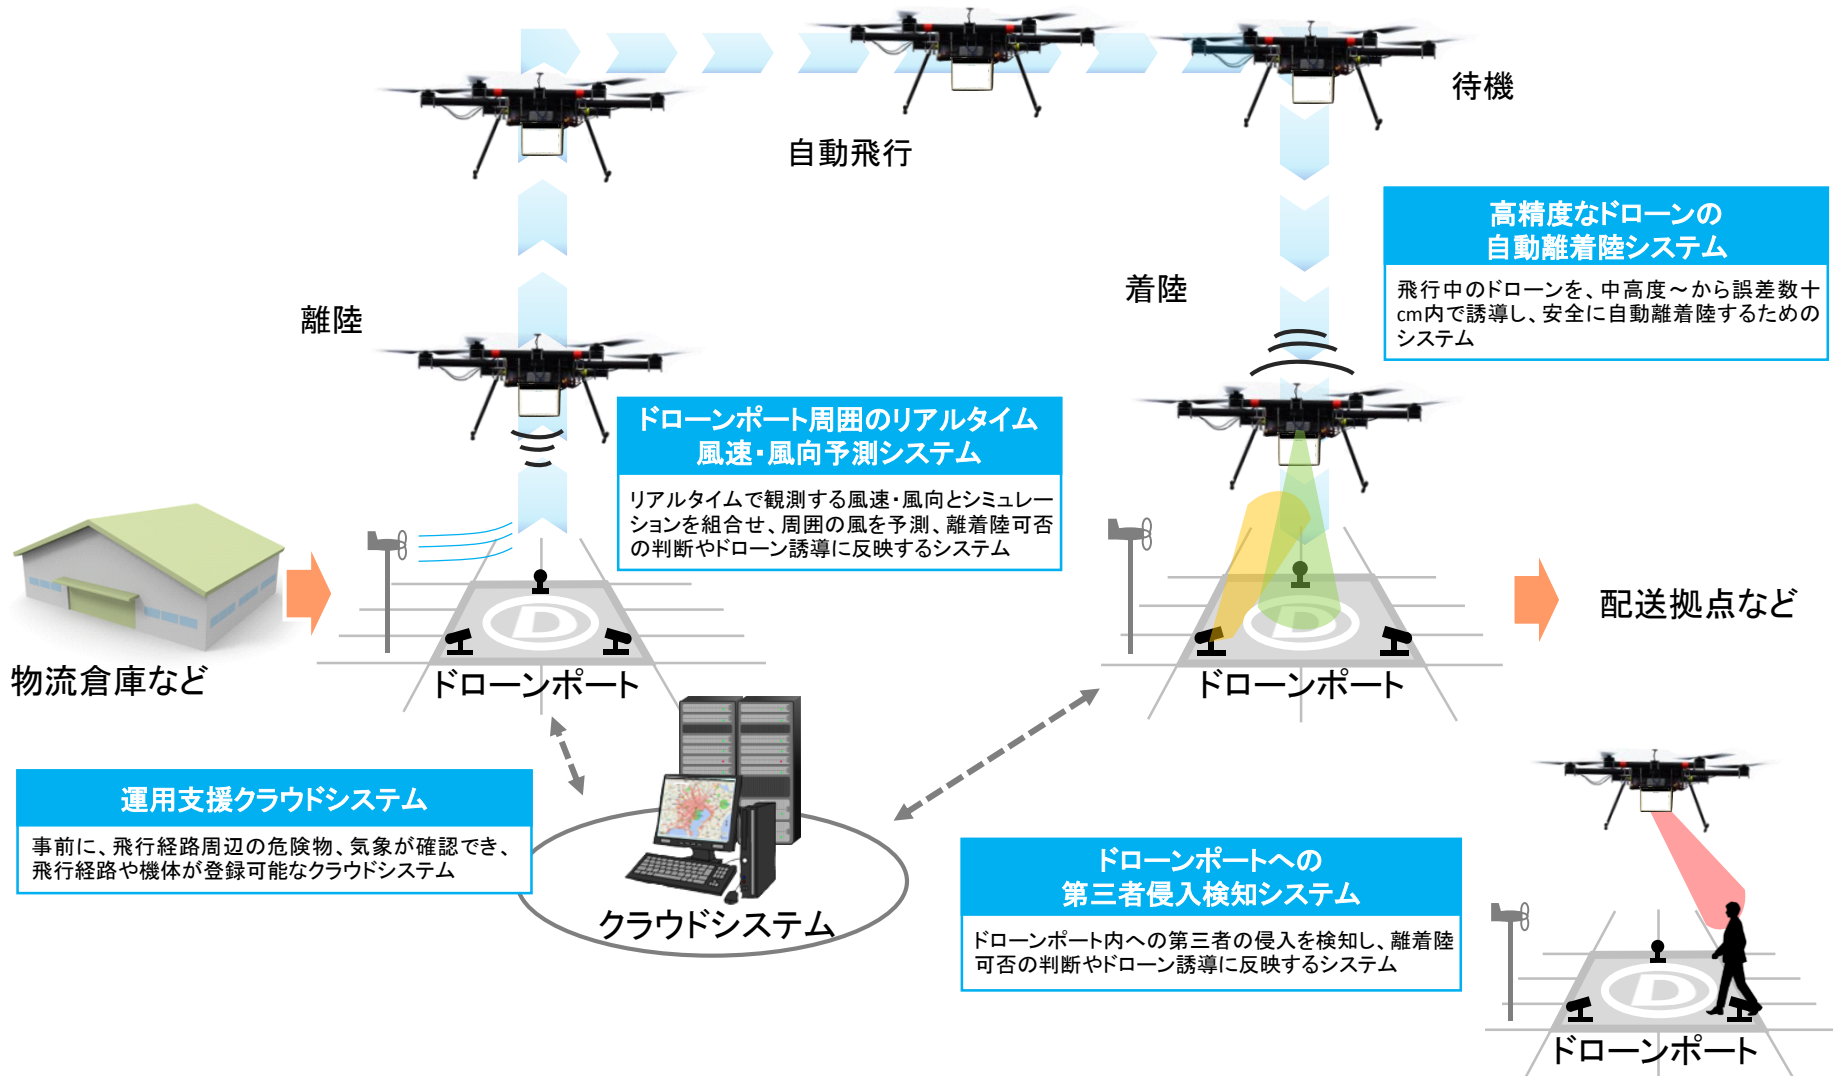 待機
自動飛行
高精度なドローンの
自動離着陸システム
飛行中のドローンを、中高度～から誤差数十
cm内で誘導し、安全に自動離着陸するための
システム
離陸
着陸
ドローンポート周囲のリアルタイム
風速・風向予測システム
リアルタイムで観測する風速・風向とシミュレー
ションを組合せ、周囲の風を予測、離着陸可否
の判断やドローン誘導に反映するシステム
物流倉庫など
D
ドローンポート
D
ドローンポート
配送拠点など
運用支援クラウドシステム
事前に、飛行経路周辺の危険物、気象が確認でき、
飛行経路や機体が登録可能なクラウドシステム
クラウドシステム
ドローンポートへの
第三者侵入検知システム
ドローンポート内への第三者の侵入を検知し、離着陸
可否の判断やドローン誘導に反映するシステム
D
ドローンポート